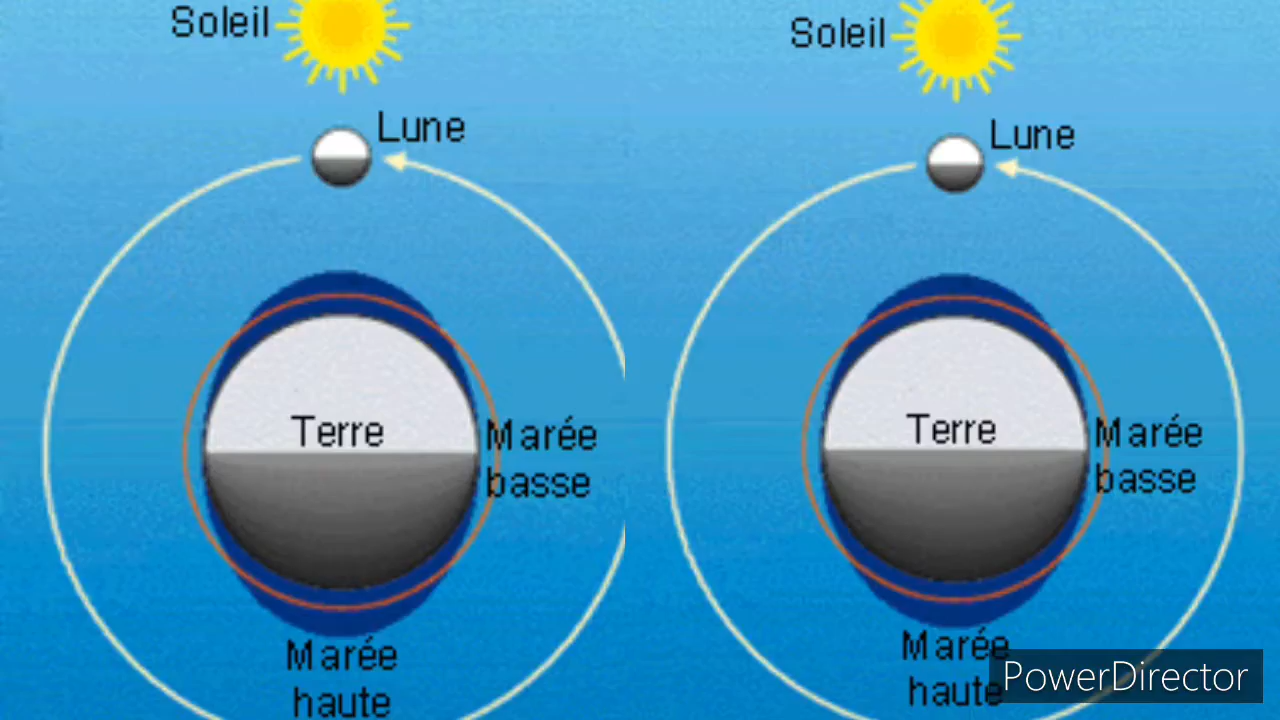 Soleil
Lune
Terre
Marée
basse
Marée
haute
Soleil
Lune
Terre
Marée
basse
Marée
haute
PowerDirector